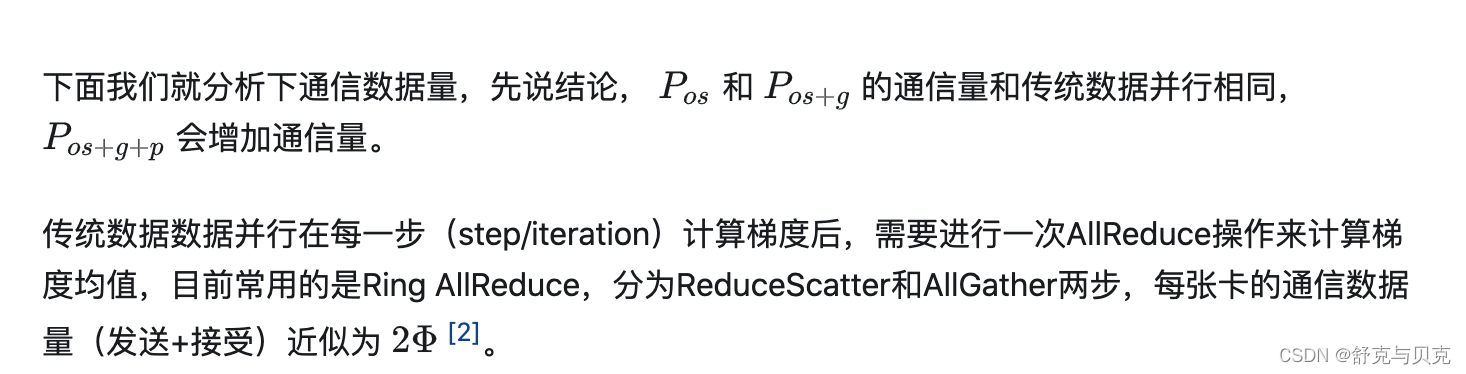 下面我们就分析下通信数据量，先说结论， P_{os} 和 P_{os+g} 的通信量和传统数据并行相同，
P_{os+g+p} 会增加通信量。
传统数据数据并行在每一步（step/iteration）计算梯度后，需要进行一次AllReduce操作来计算梯
度均值，目前常用的是Ring AllReduce，分为ReduceScatter和AllGather两步，每张卡的通信数据
量（发送+接受）近似为 2Φ [2]。
CSDN @舒克与贝克